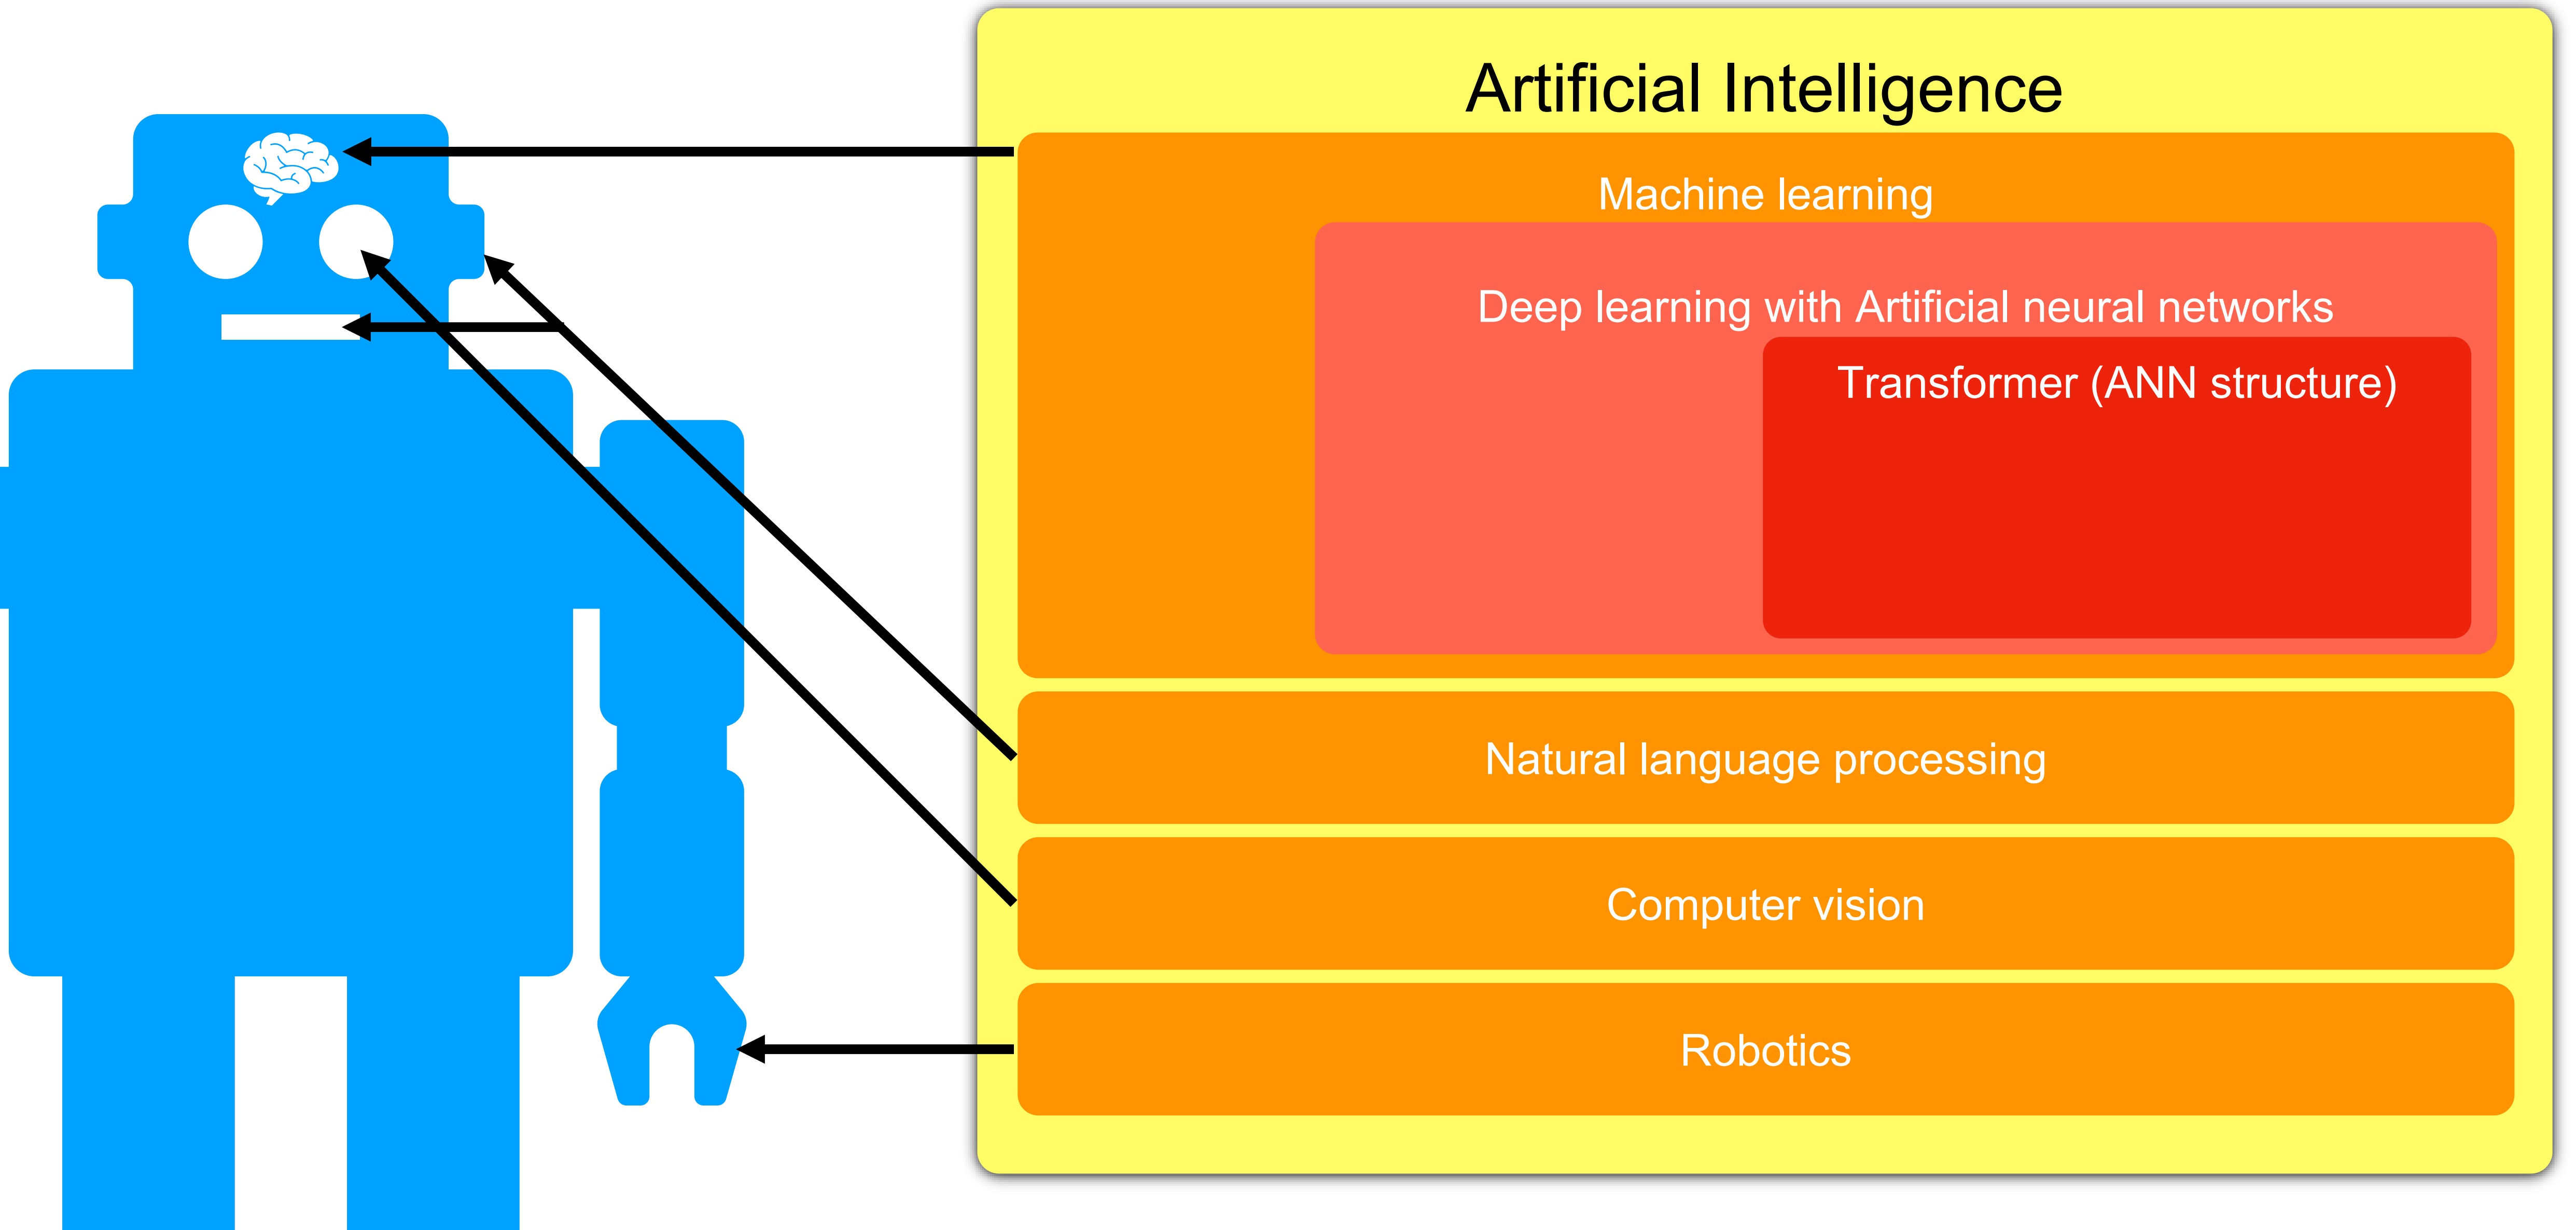 Artificial Intelligence
Machine learning
Deep learning with Artificial neural networks
Transformer (ANN structure)
Natural language processing
Computer vision
Robotics